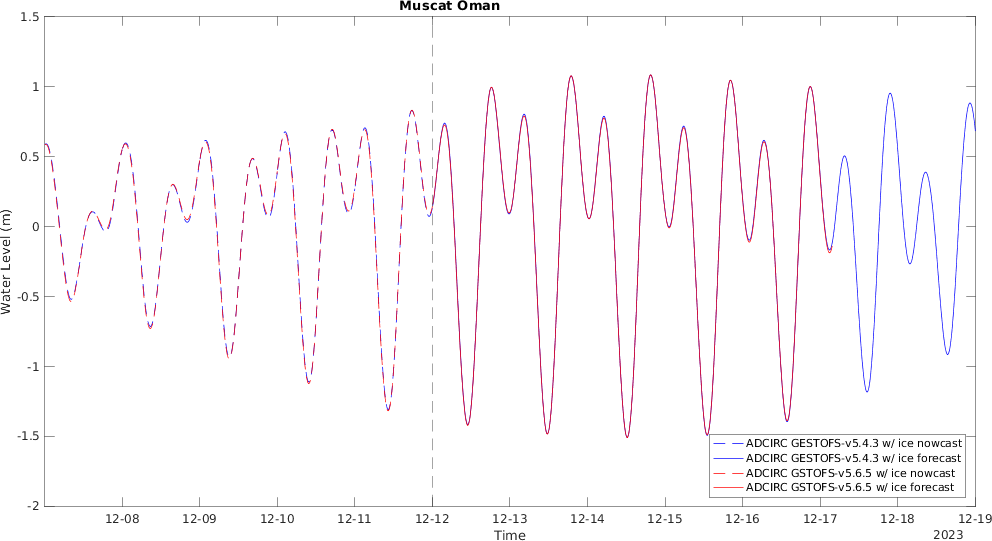 Muscat Oman
1.5
1
0.5
0
-0.5
-1
-1.5
-2
Water Level (m)
12-08 12-09 12-10 12-11 12-12 12-13 12-14 12-15 12-16 12-17 12-18 12-19
Time
2023
ADCIRC GESTOFS-v5.4.3 w/ ice nowcast
ADCIRC GESTOFS-v5.4.3 w/ ice forecast
ADCIRC GSTOFS-v5.6.5 w/ ice nowcast
ADCIRC GSTOFS-v5.6.5 w/ ice forecast